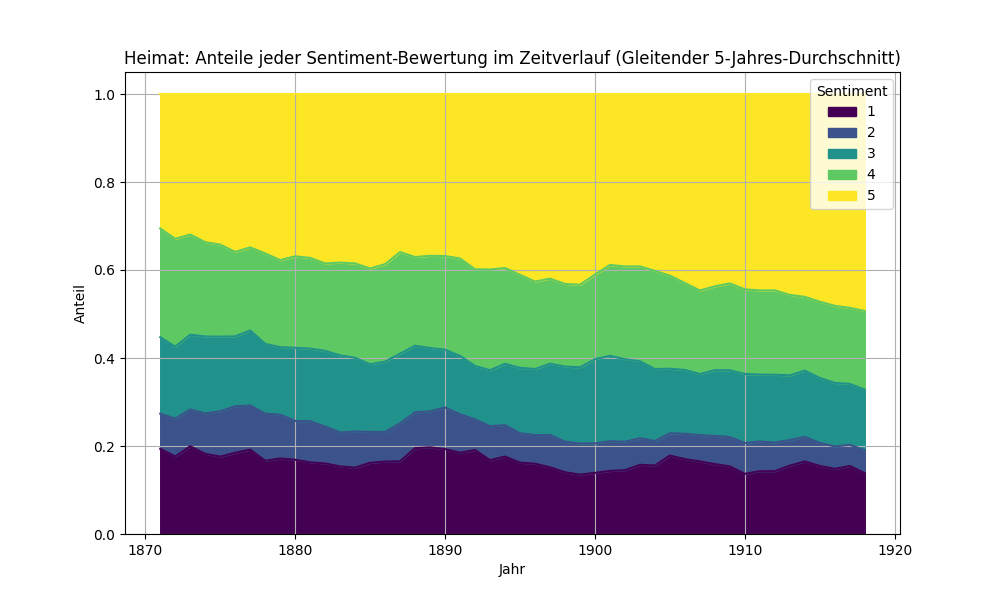 Heimat: Anteile jeder Sentiment-Bewertung im Zeitverlauf (Gleitender 5-Jahres-Durchschnitt)
Sentiment
1
2
3
4
5
1.0
0.8
0.6
0.4
0.2
0.0
Anteil
1870 1880 1890 1900 1910 1920
Jahr